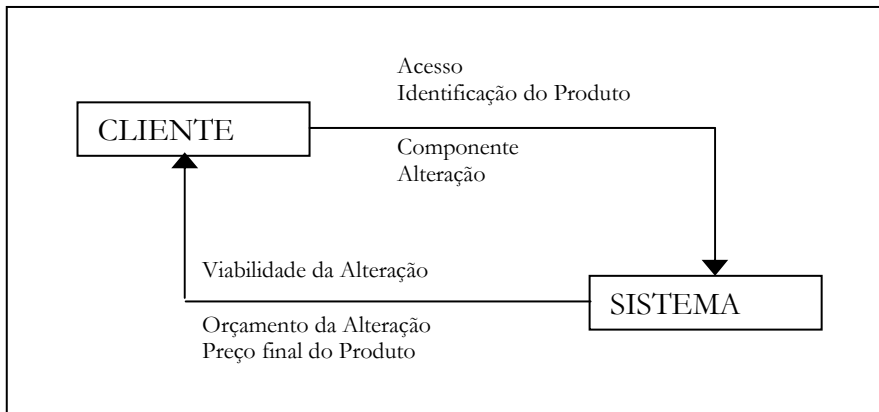 Acesso
Identificação do Produto
CLIENTE
Componente
Alteração
Viabilidade da Alteração
SISTEMA
Orçamento da Alteração
Preço final do Produto